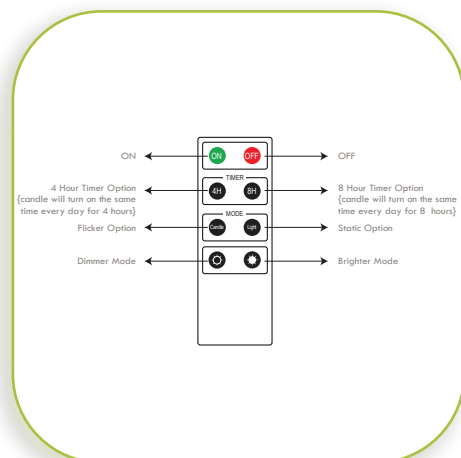 ON
ON
OFF
OFF
TIMER
4 Hour Timer Option
{candle will turn on the same
time every day for 4 hours}
4H
8H
8 Hour Timer Option
{candle will turn on the same
time every day for 8 hours}
MODE
Flicker Option
Candle
Light
Static Option
Dimmer Mode
Brighter Mode